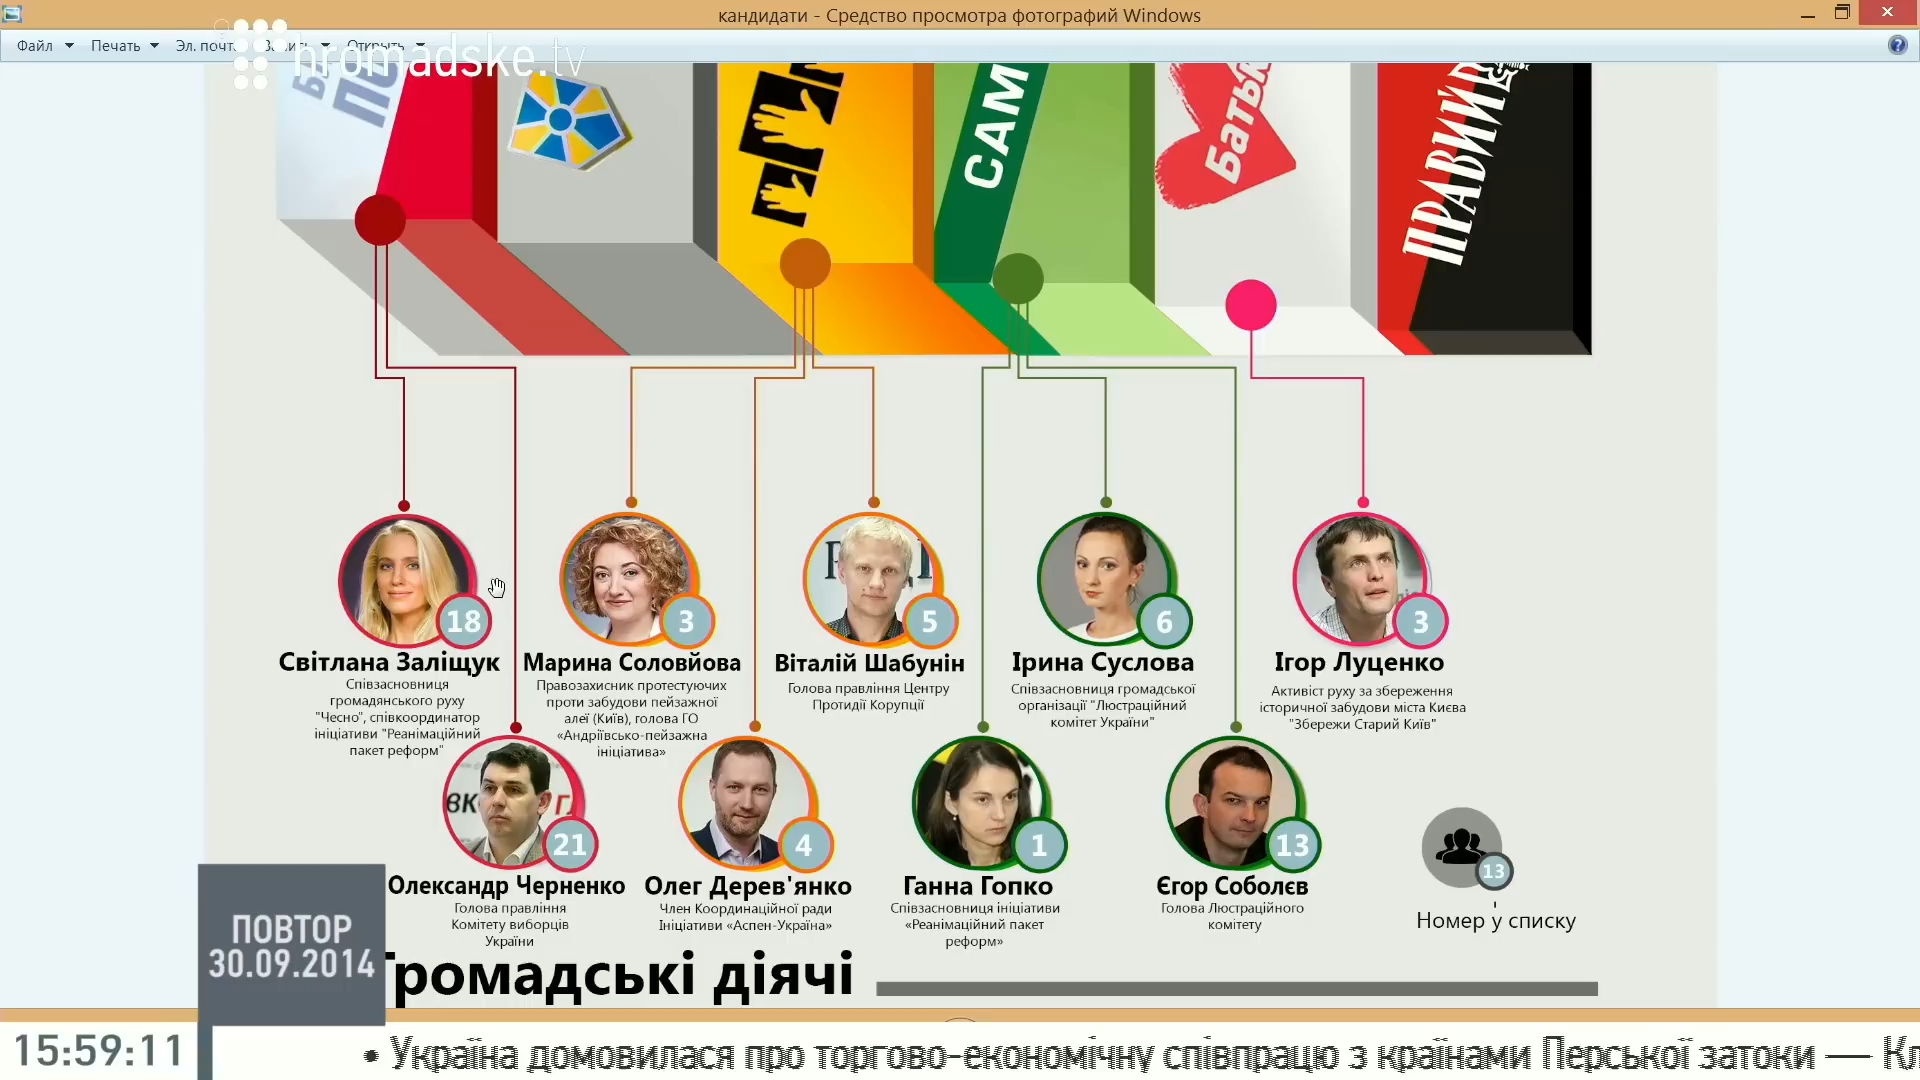 кандидати - Средство просмотра фотографий Windows
Файл Печать Эл. почта Открыть
hromadske.tv
САМ
Батьк
ПРАВИЙ
18
3
5
6
3
Світлана Заліщук
Співзасновниця
громадянського руху
"Чесно", співкоординатор
ініціативи "Реанімаційний
пакет реформ"
Марина Соловйова
Правозахисник протестуючих
проти забудови пейзажної
алеї (Київ), голова ГО
«Андріївсько-пейзажна
ініціатива»
Віталій Шабунін
Голова правління Центру
Протидії Корупції
Ірина Суслова
Співзасновниця громадської
організації "Люстраційний
комітет України"
Ігор Луценко
Активіст руху за збереження
історичної забудови міста Києва
"Збережи Старий Київ"
21
4
1
13
13
Олександр Черненко
Голова правління
Комітету виборців
України
Олег Дерев'янко
Член Координаційної ради
Ініціативи «Аспен-Україна»
Ганна Гопко
Співзасновниця ініціативи
«Реанімаційний пакет
реформ»
Єгор Соболєв
Голова Люстраційного
комітету
Номер у списку
Громадські діячі
ПОВТОР
30.09.2014
15:59:11
• Україна домовилася про торгово-економічну співпрацю з країнами Перської затоки — Кл